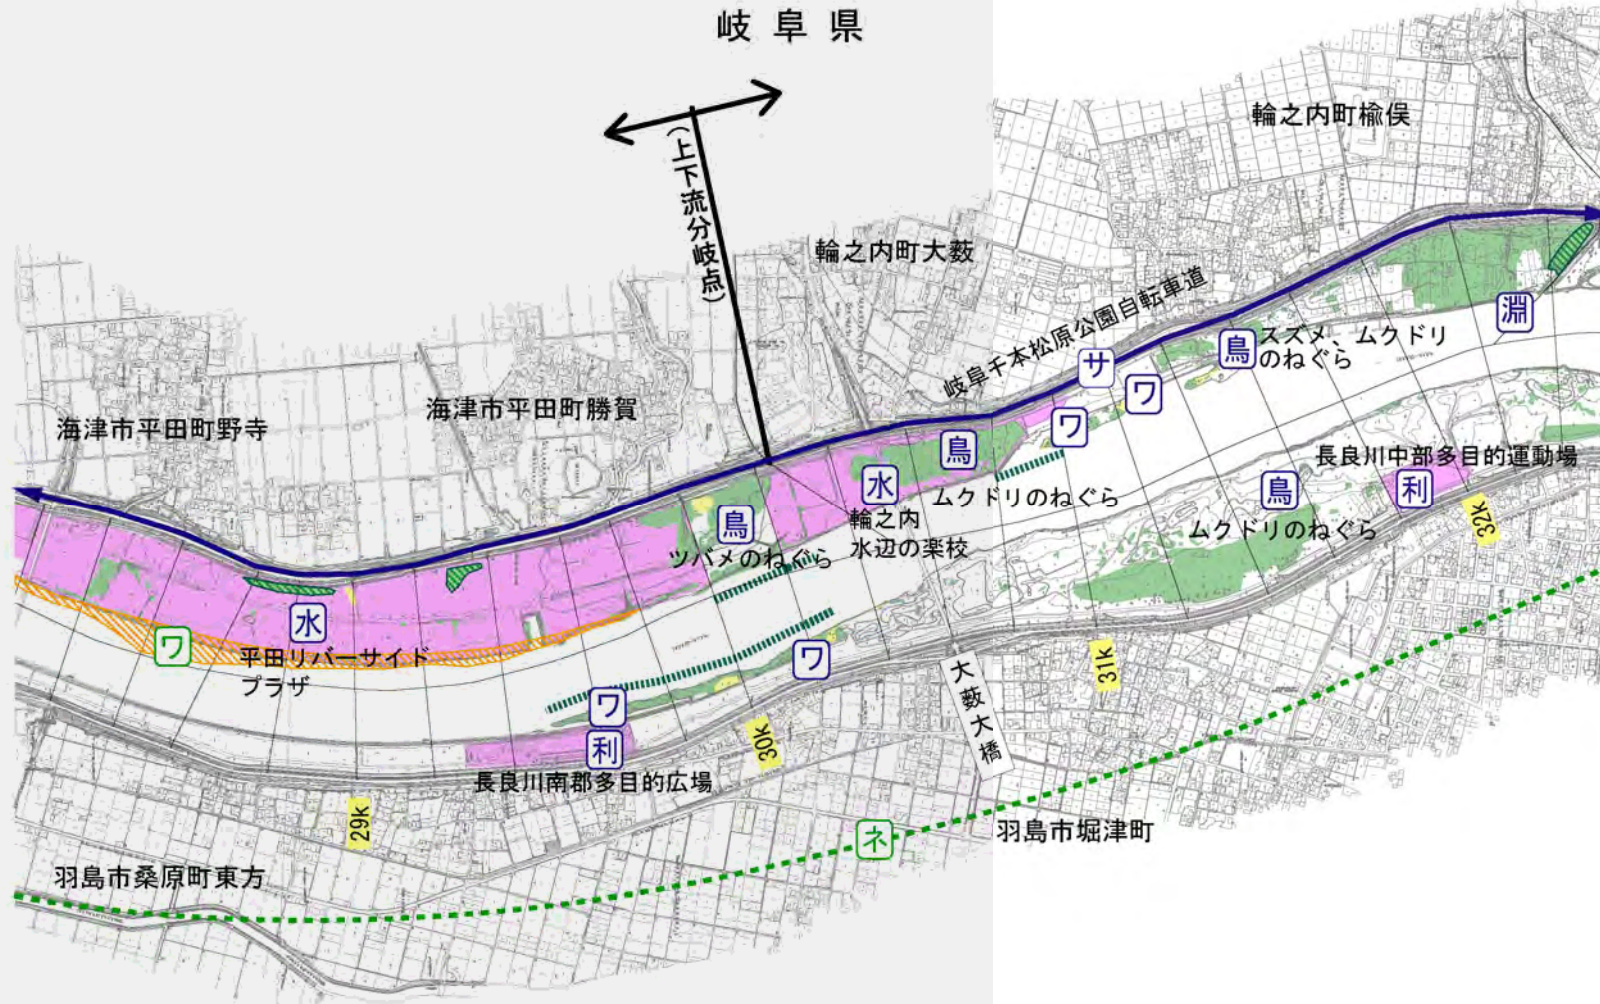 岐阜県
(上下流分岐点)
輪之内町楡俣
輪之内町大薮
岐阜千本松原公園自転車道
淵
サ
ワ
鳥
スズメ、ムクドリ
のねぐら
海津市平田町野寺
海津市平田町勝賀
ワ
鳥
水
ムクドリのねぐら
輪之内
水辺の楽校
鳥
ツバメのねぐら
長良川中部多目的運動場
鳥
利
ムクドリのねぐら
32k
水
ワ
平田リバーサイド
プラザ
ワ
ワ
利
長良川南部多目的広場
30k
大薮大橋
31k
29k
ネ
羽島市堀津町
羽島市桑原町東方